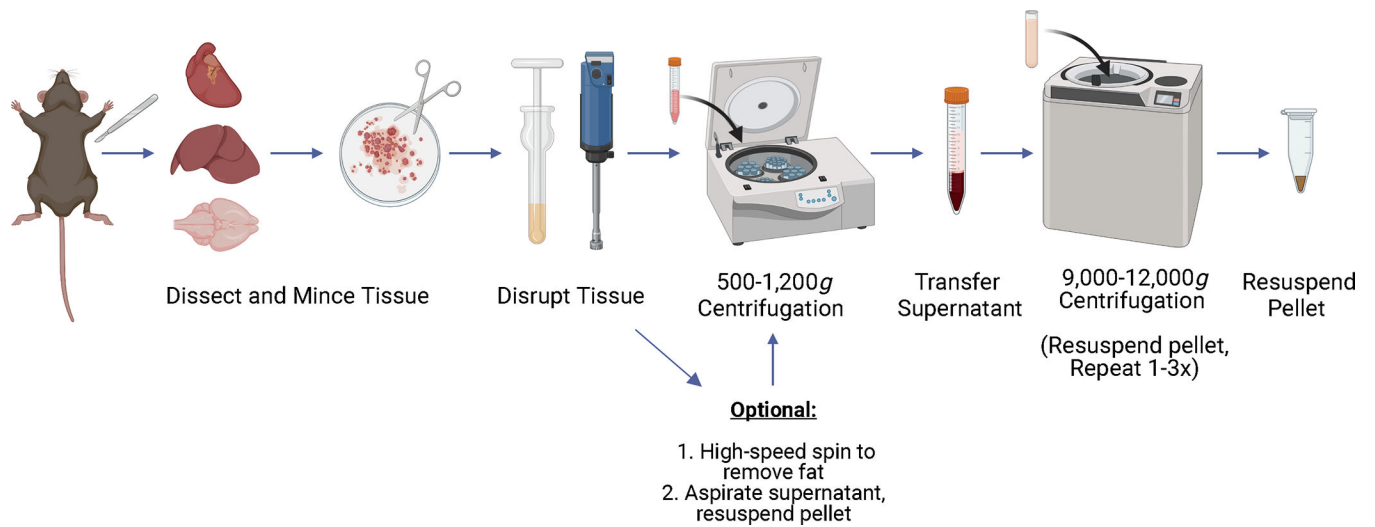 Dissect and Mince Tissue
Disrupt Tissue
500-1,200g
Centrifugation
Transfer
Supernatant
9,000-12,000g
Centrifugation
(Resuspend pellet,
Repeat 1-3x)
Resuspend
Pellet
Optional:
1. High-speed spin to
remove fat
2. Aspirate supernatant,
resuspend pellet